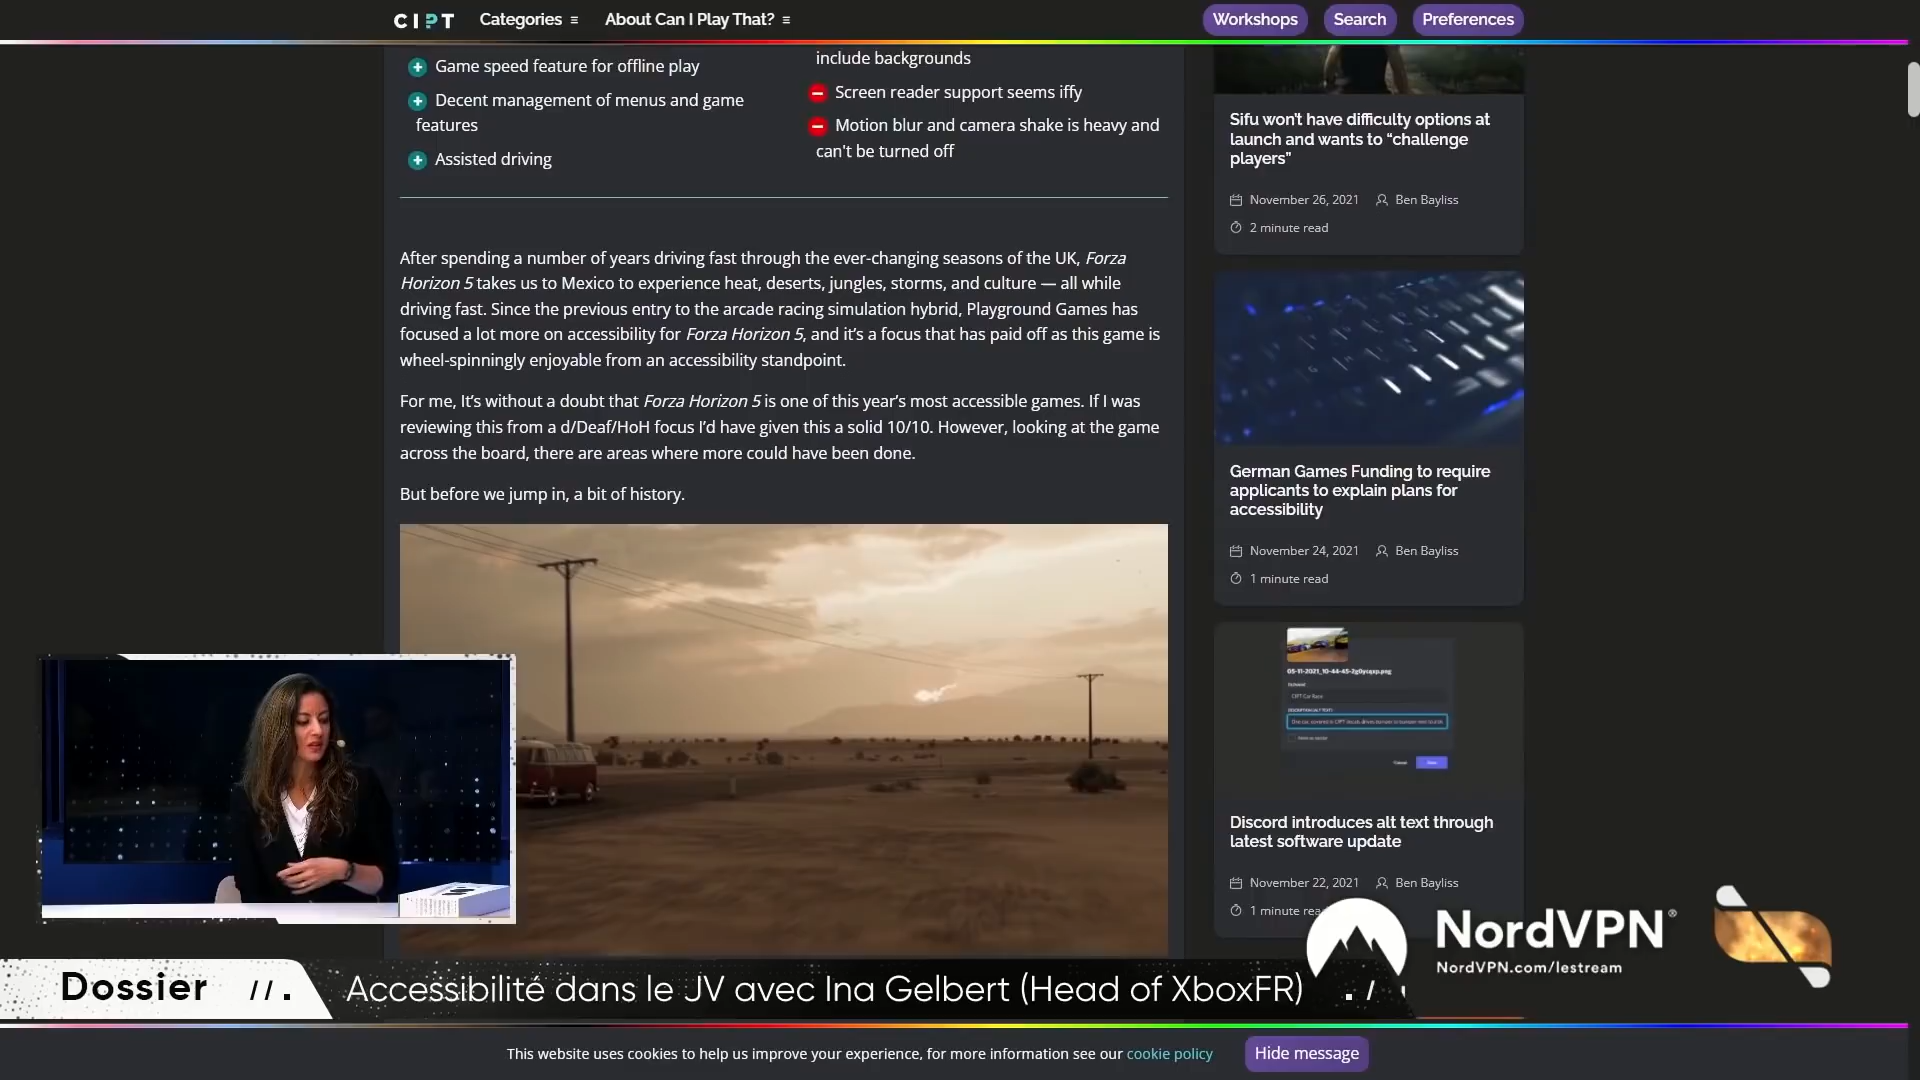 CIPT
Categories
About Can I Play That?
Workshops
Search
Preferences
Game speed feature for offline play
Decent management of menus and game
features
Assisted driving
include backgrounds
Screen reader support seems iffy
Motion blur and camera shake is heavy and
can't be turned off
After spending a number of years driving fast through the ever-changing seasons of the UK, Forza
Horizon 5 takes us to Mexico to experience heat, deserts, jungles, storms, and culture — all while
driving fast. Since the previous entry to the arcade racing simulation hybrid, Playground Games has
focused a lot more on accessibility for Forza Horizon 5, and it’s a focus that has paid off as this game is
wheel-spinningly enjoyable from an accessibility standpoint.
For me, It’s without a doubt that Forza Horizon 5 is one of this year’s most accessible games. If I was
reviewing this from a d/Deaf/HoH focus I’d have given this a solid 10/10. However, looking at the game
across the board, there are areas where more could have been done.
But before we jump in, a bit of history.
Sifu won’t have difficulty options at
launch and wants to “challenge
players”
November 26, 2021 Ben Bayliss
2 minute read
German Games Funding to require
applicants to explain plans for
accessibility
November 24, 2021 Ben Bayliss
1 minute read
CIPT Car Race
Discord introduces alt text through
latest software update
November 22, 2021 Ben Bayliss
1 minute read
NordVPN®
NordVPN.com/lestream
Dossier //.
Accessibilité dans le JV avec Ina Gelbert (Head of XboxFR)
This website uses cookies to help us improve your experience, for more information see our cookie policy
Hide message